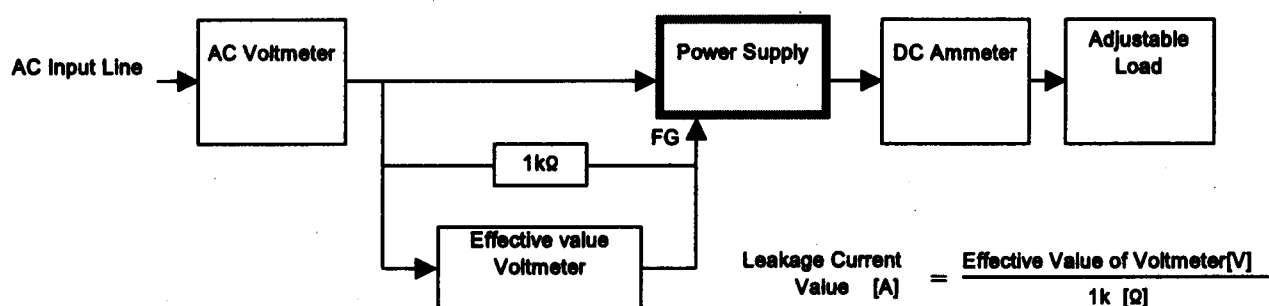 AC Input Line
AC Voltmeter
Power Supply
DC Ammeter
Adjustable
Load
FG
1kΩ
Effective value
Voltmeter
Leakage Current
Value [A]
=
Effective Value of Voltmeter[V]
1k [Ω]